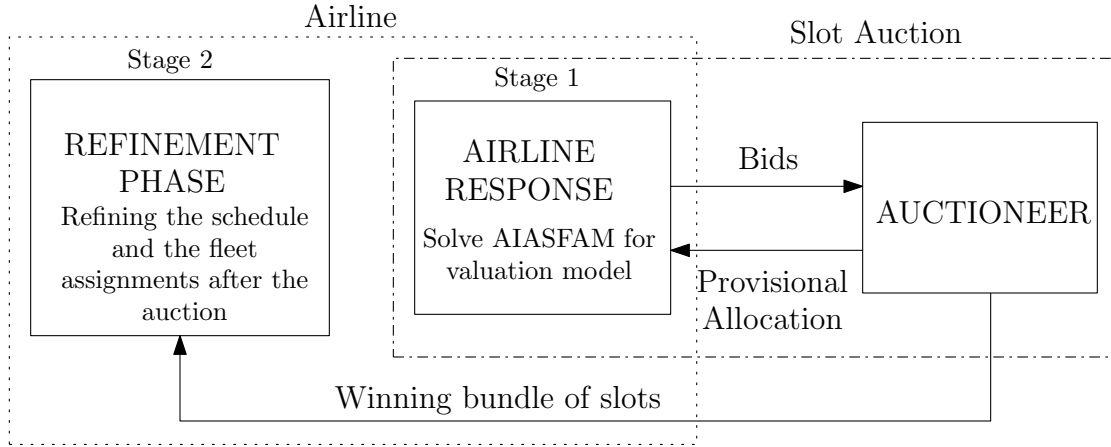 Airline
Slot Auction
Stage 2
REFINEMENT
PHASE
Refining the schedule
and the fleet
assignments after the
auction
Stage 1
AIRLINE
RESPONSE
Solve AIASFAM for
valuation model
Bids
Provisional
Allocation
AUCTIONEER
Winning bundle of slots